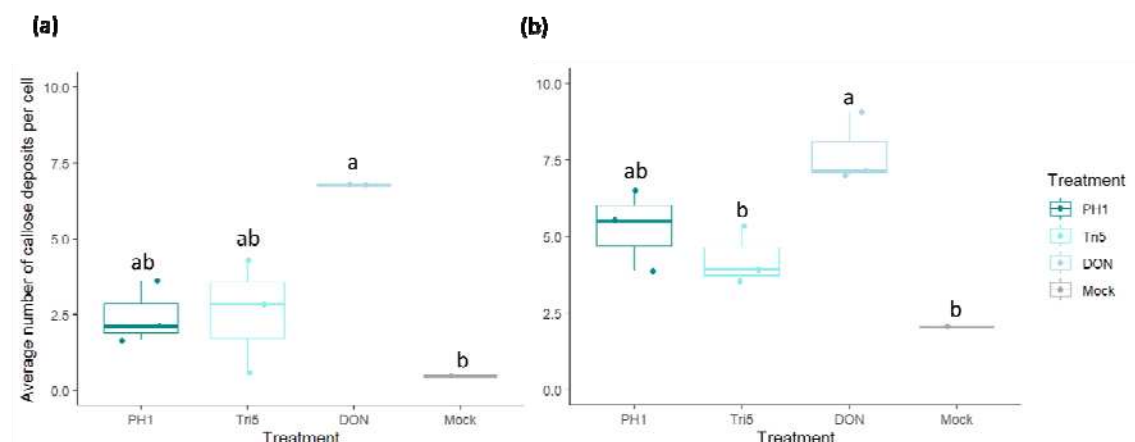 (a)
(b)
Average number of callose deposits per cell
10.0
7.5
5.0
2.5
0.0
ab
ab
a
b
PH1
Tri5
DON
Mock
Treatment
10.0
7.5
5.0
2.5
0.0
ab
b
a
b
PH1
Tri5
DON
Mock
Treatment
Treatment
PH1
Tri5
DON
Mock